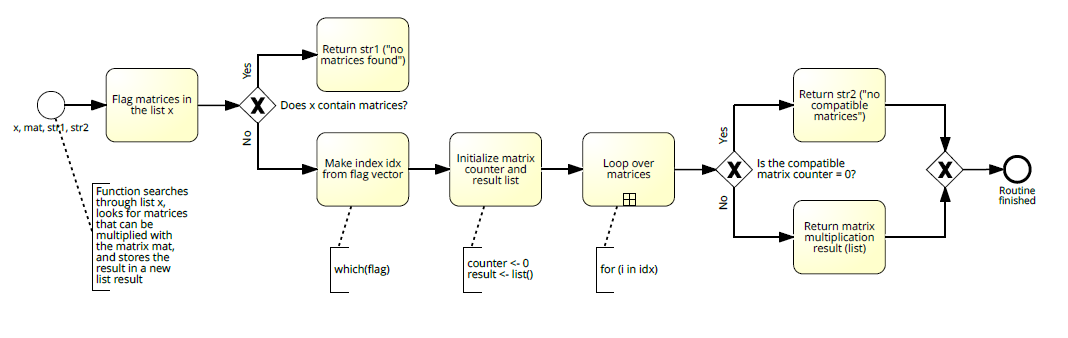 x, mat, str1, str2
Function searches
through list x,
looks for matrices
that can be
multiplied with
the matrix mat,
and stores the
result in a new
list result
Flag matrices in
the list x
X
Does x contain matrices?
Yes
No
Return str1 ("no
matrices found")
Make index idx
from flag vector
which(flag)
Initialize matrix
counter and
result list
counter <- 0
result <- list()
Loop over
matrices
for (i in idx)
X
Is the compatible
matrix counter = 0?
Yes
No
Return str2 ("no
compatible
matrices")
Return matrix
multiplication
result (list)
X
Routine
finished